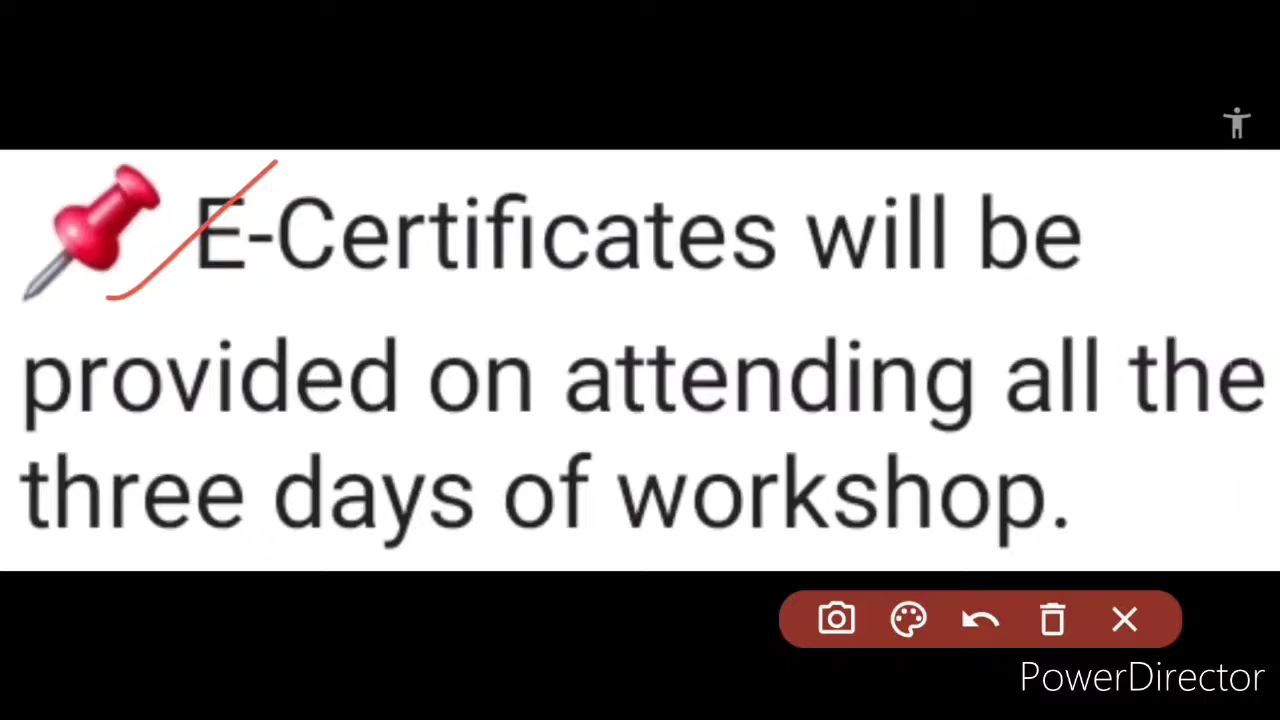 E-Certificates will be
provided on attending all the
three days of workshop.
PowerDirector